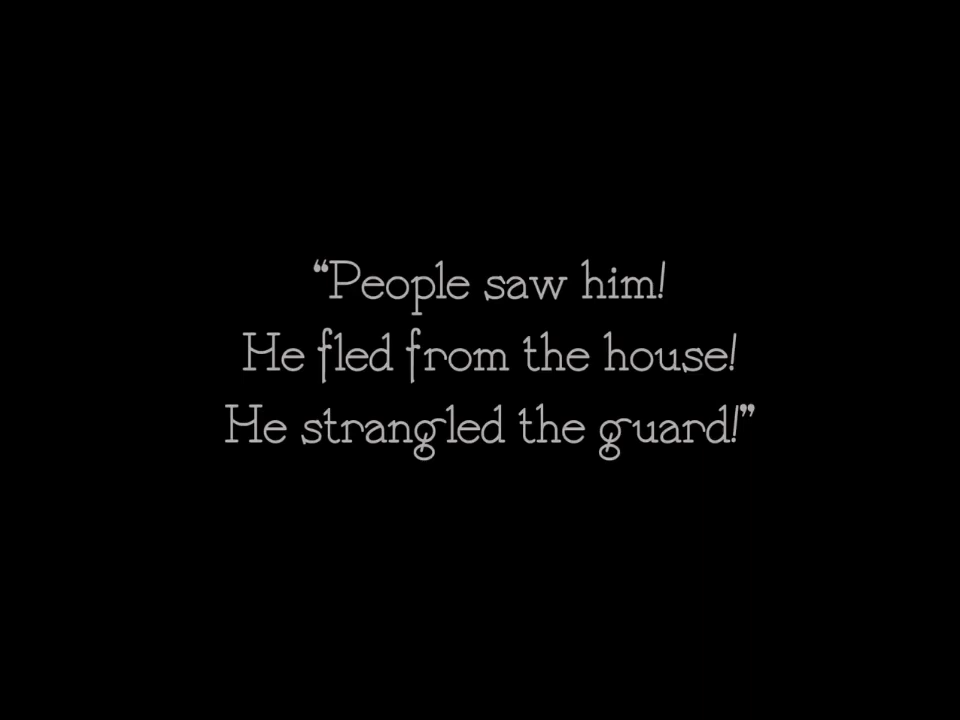 “People saw him!
He fled from the house!
He strangled the guard!”